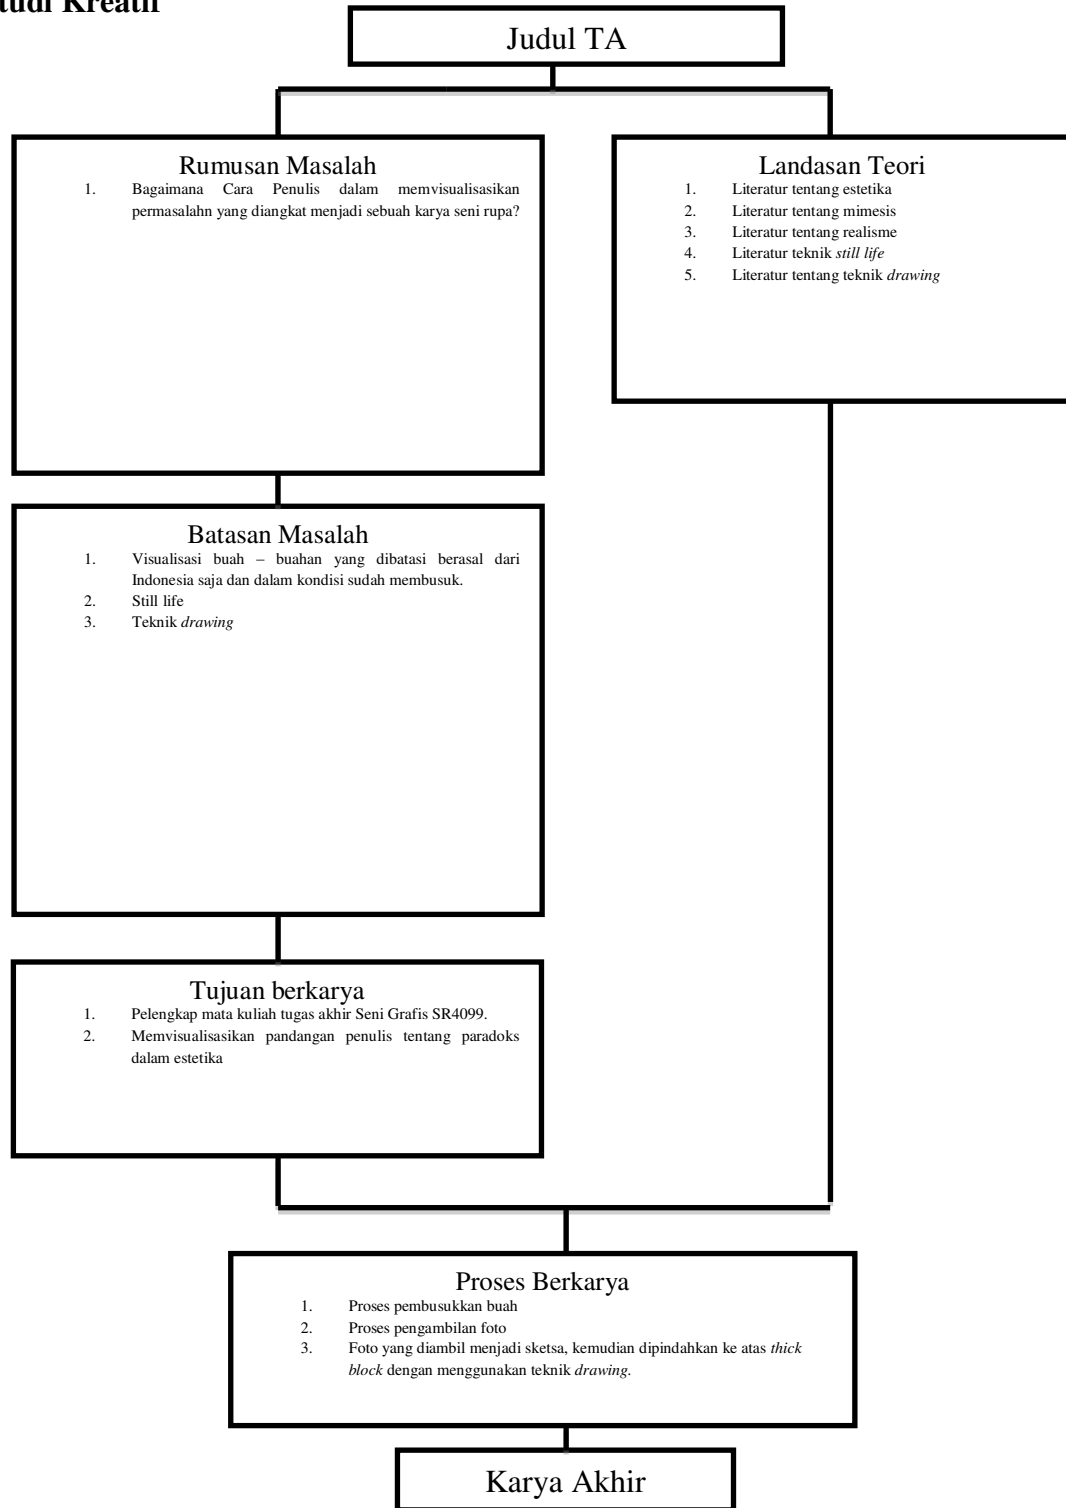 tudi Kreatif
Judul TA
Rumusan Masalah
1. Bagaimana Cara Penulis dalam memvisualisasikan
permasalahn yang diangkat menjadi sebuah karya seni rupa?
Landasan Teori
1. Literatur tentang estetika
2. Literatur tentang mimesis
3. Literatur tentang realisme
4. Literatur teknik still life
5. Literatur tentang teknik drawing
Batasan Masalah
1. Visualisasi buah – buahan yang dibatasi berasal dari
Indonesia saja dan dalam kondisi sudah membusuk.
2. Still life
3. Teknik drawing
Tujuan berkarya
1. Pelengkap mata kuliah tugas akhir Seni Grafis SR4099.
2. Memvisualisasikan pandangan penulis tentang paradoks
dalam estetika
Proses Berkarya
1. Proses pembusukkan buah
2. Proses pengambilan foto
3. Foto yang diambil menjadi sketsa, kemudian dipindahkan ke atas thick
block dengan menggunakan teknik drawing.
Karya Akhir